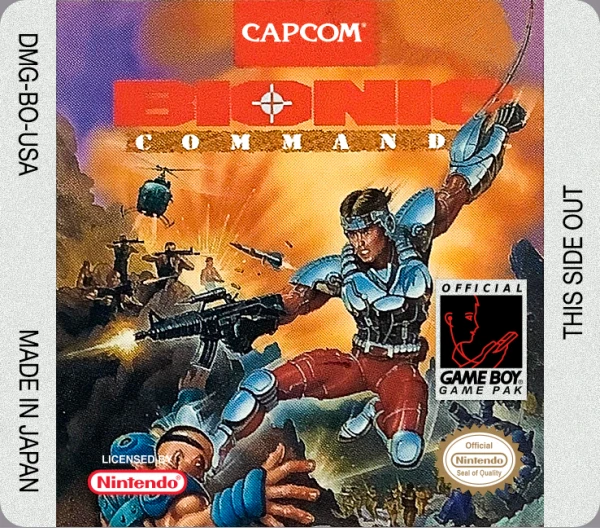 CAPCOM®
BIONIC
COMMAND
DMG-BO-USA
MADE IN JAPAN
THIS SIDE OUT
OFFICIAL
GAME BOY®
GAME PAK
LICENSED BY
Nintendo®
Official
Nintendo®
Seal of Quality